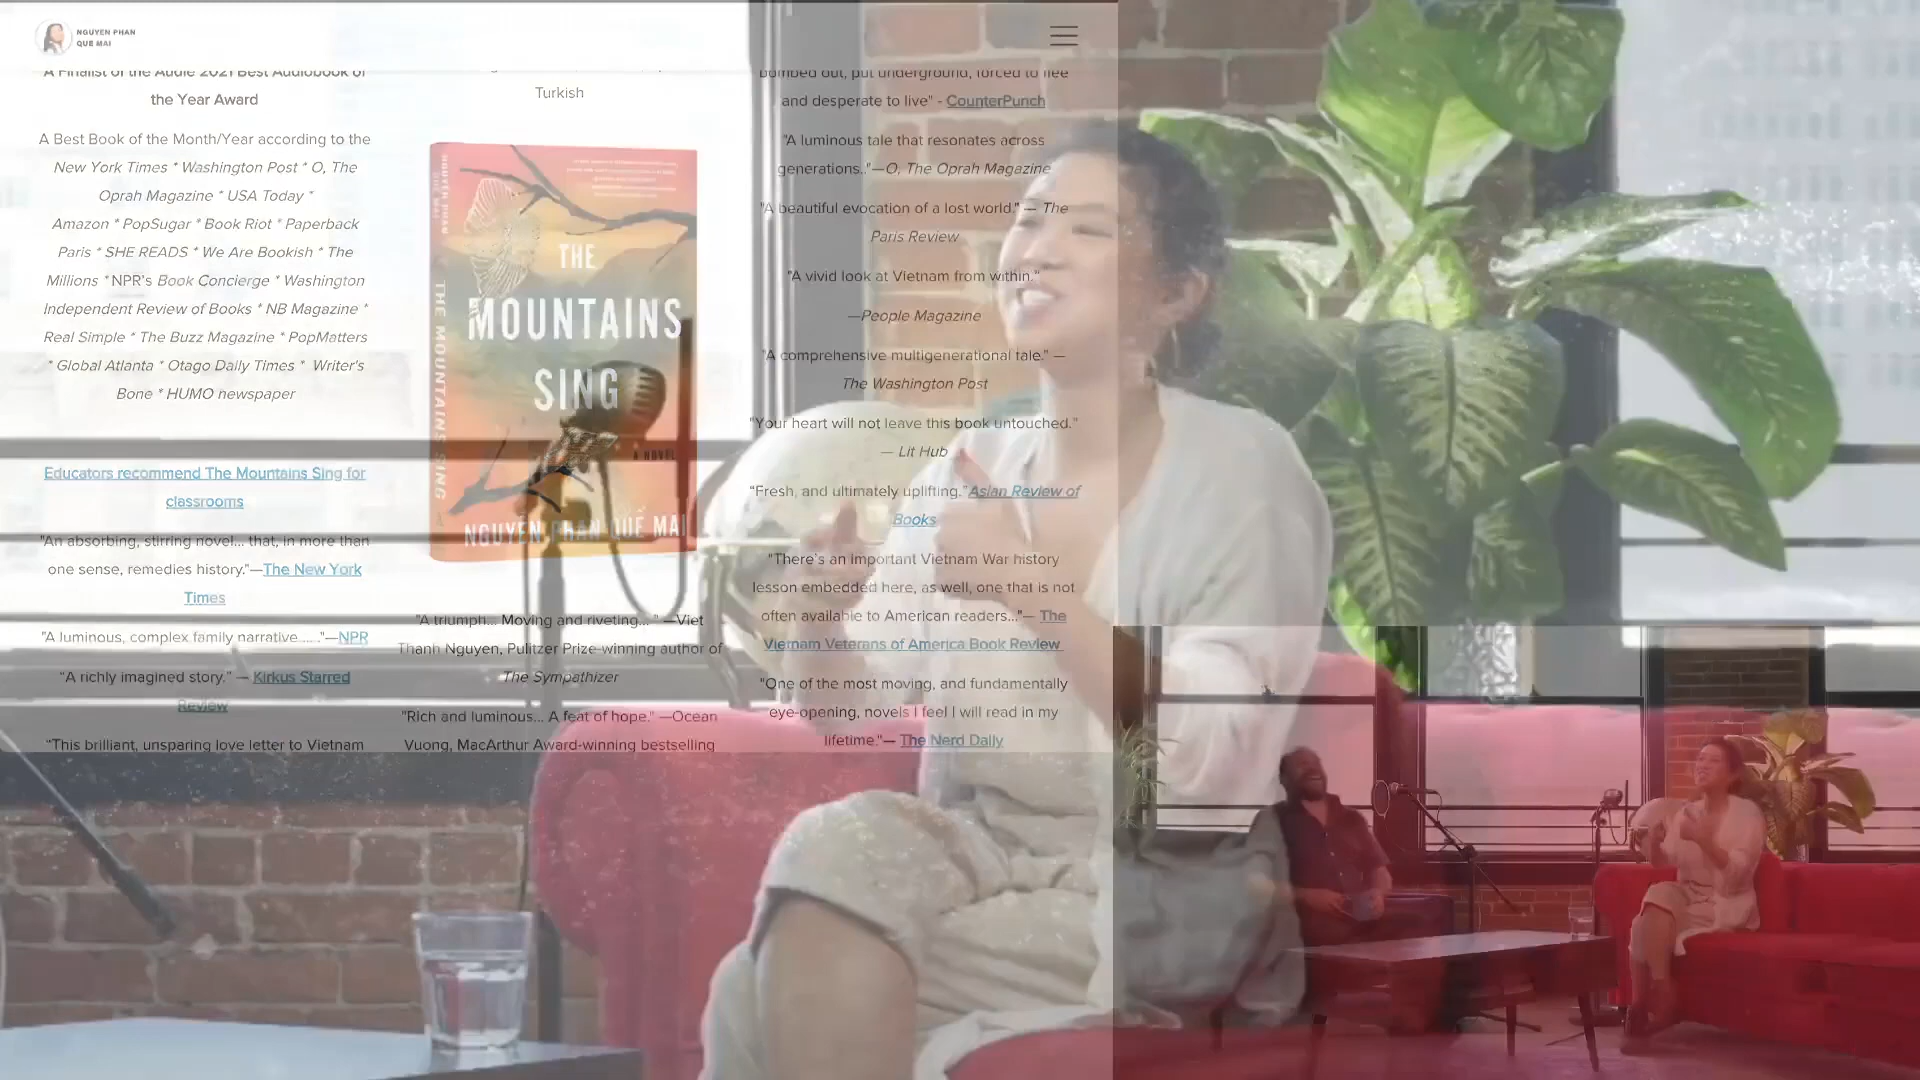 NGUYEN PHAN
QUE MAI
A Finalist of the Audie 2021 Best Audiobook of
the Year Award
A Best Book of the Month/Year according to the
New York Times * Washington Post * O, The
Oprah Magazine * USA Today *
Amazon * PopSugar * Book Riot * Paperback
Paris * SHE READS * We Are Bookish * The
Millions * NPR's Book Concierge * Washington
Independent Review of Books * NB Magazine *
Real Simple * The Buzz Magazine * PopMatters
* Global Atlanta * Otago Daily Times * Writer's
Bone * HUMO newspaper
Educators recommend The Mountains Sing for
classrooms
"An absorbing, stirring novel... that, in more than
one sense, remedies history."—The New York
Times
"A luminous, complex family narrative......"—NPR
"A richly imagined story." — Kirkus Starred
Review
"This brilliant, unsparing love letter to Vietnam
Turkish
THE
MOUNTAINS
SING
A NOVEL
NGUYỄN PHAN QUẾ MAI
THE MOUNTAINS SING
"A triumph... Moving and riveting... " —Viet
Thanh Nguyen, Pulitzer Prize-winning author of
The Sympathizer
"Rich and luminous... A feat of hope." —Ocean
Vuong, MacArthur Award-winning bestselling
bombed out, put underground, forced to flee
and desperate to live" - CounterPunch
"A luminous tale that resonates across
generations.."—O, The Oprah Magazine
"A beautiful evocation of a lost world." — The
Paris Review
"A vivid look at Vietnam from within."
—People Magazine
"A comprehensive multigenerational tale." —
The Washington Post
"Your heart will not leave this book untouched."
— Lit Hub
"Fresh, and ultimately uplifting." Asian Review of
Books
"There's an important Vietnam War history
lesson embedded here, as well, one that is not
often available to American readers..."— The
Vietnam Veterans of America Book Review
"One of the most moving, and fundamentally
eye-opening, novels I feel I will read in my
lifetime."— The Nerd Daily